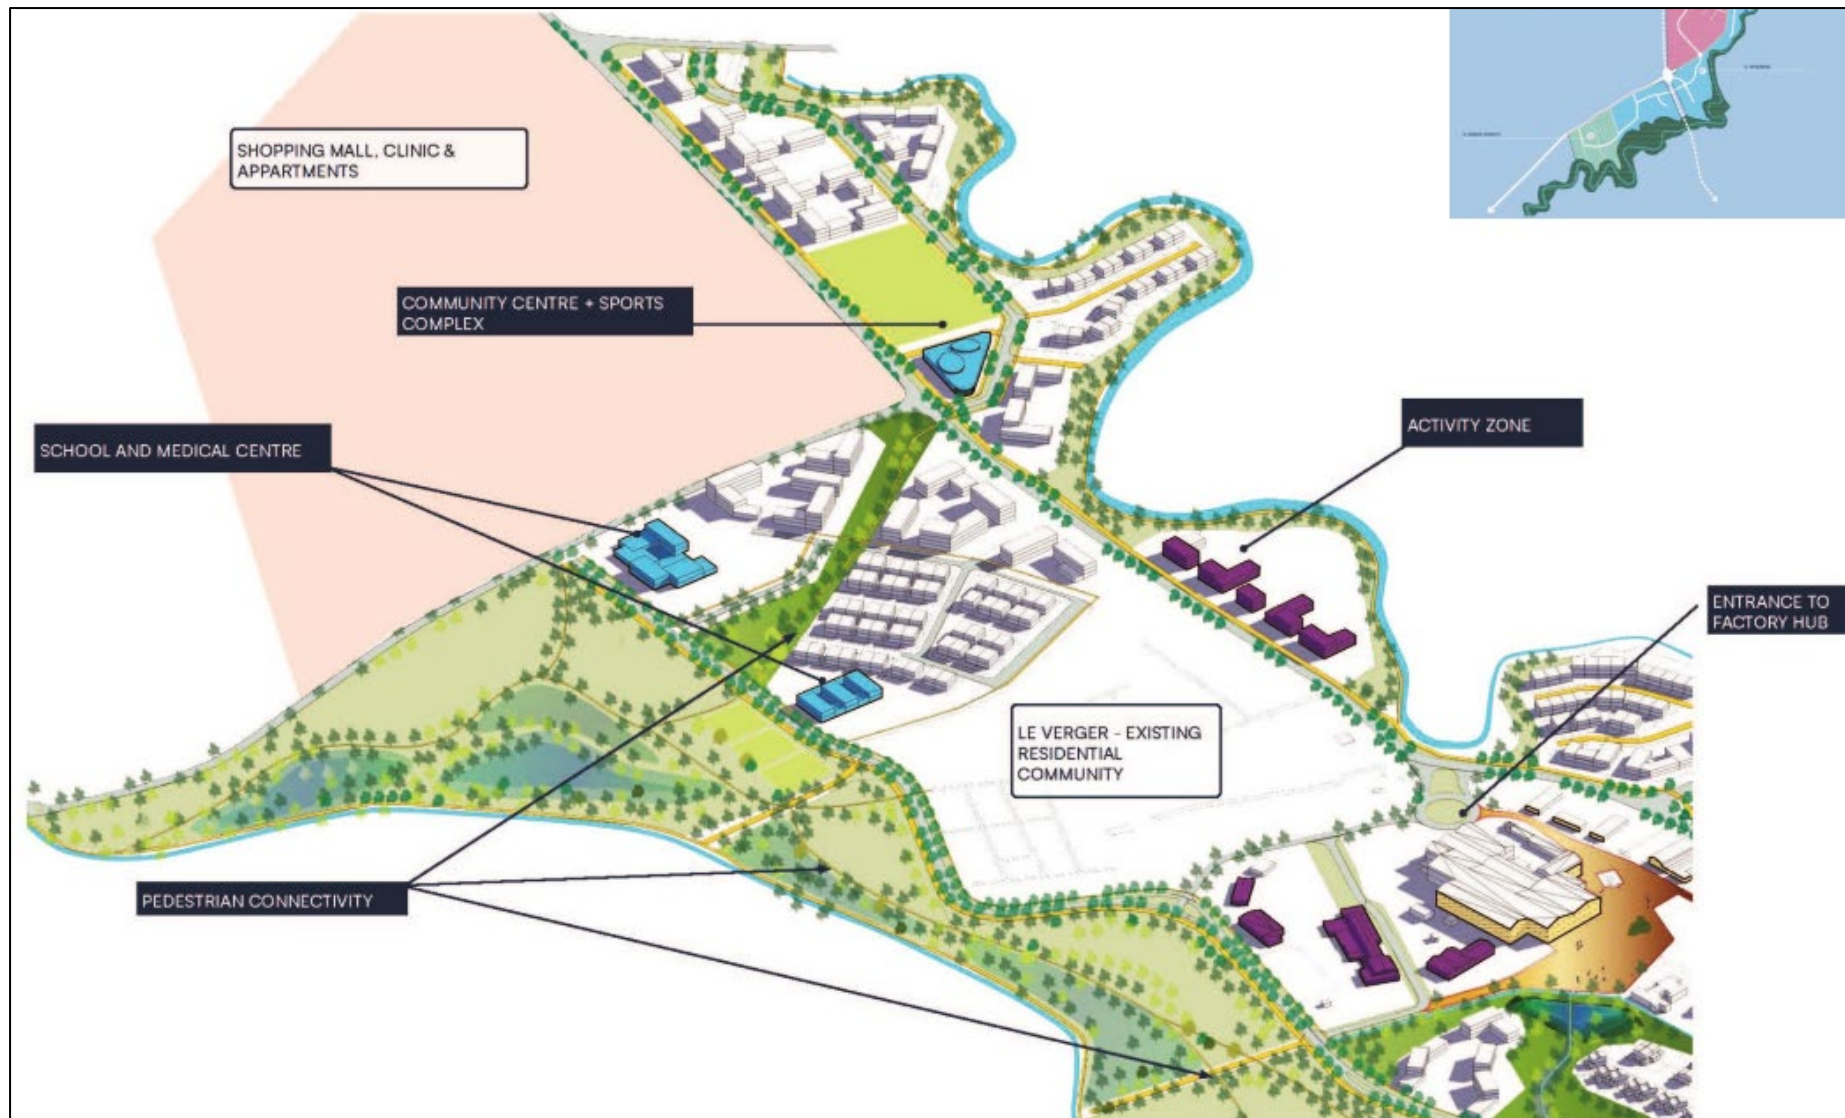 SHOPPING MALL, CLINIC &
APPARTMENTS
COMMUNITY CENTRE + SPORTS
COMPLEX
SCHOOL AND MEDICAL CENTRE
ACTIVITY ZONE
ENTRANCE TO
FACTORY HUB
LE VERGER - EXISTING
RESIDENTIAL
COMMUNITY
PEDESTRIAN CONNECTIVITY